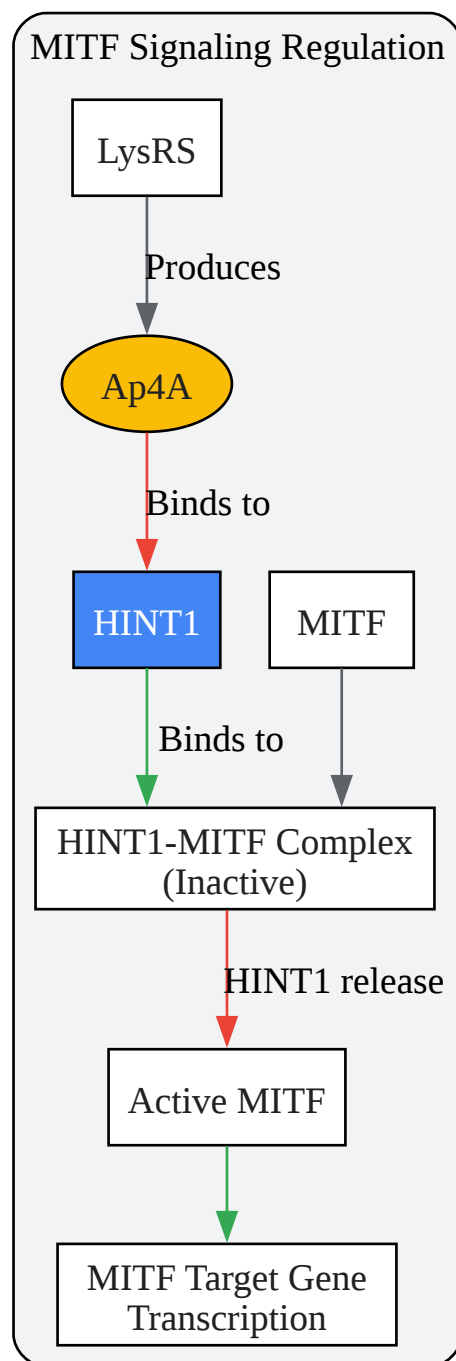 MITF Signaling Regulation
LysRS
Produces
Ap4A
Binds to
HINT1
MITF
Binds to
HINT1-MITF Complex
(Inactive)
HINT1 release
Active MITF
MITF Target Gene
Transcription